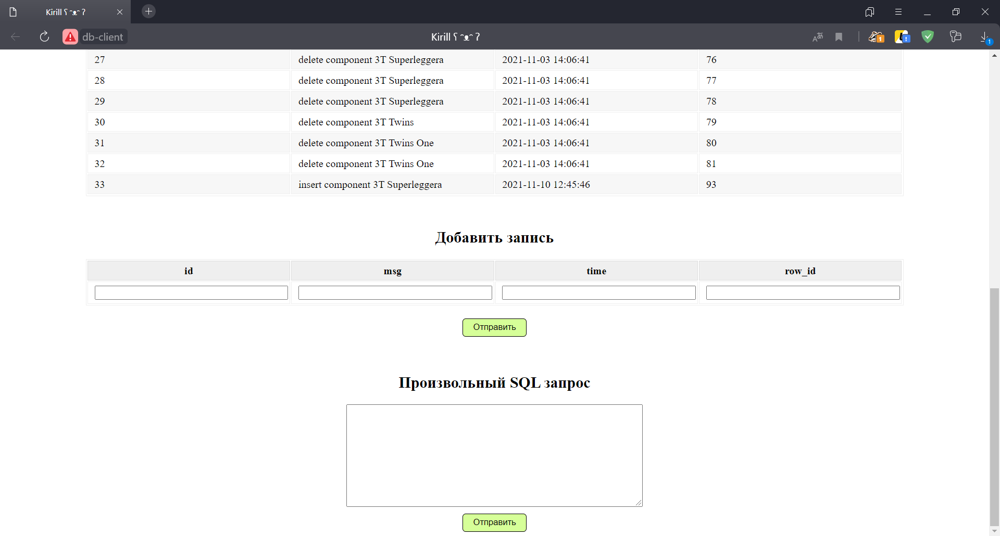 Kirill ʕ ᵔᴥᵔ ʔ
db-client
Kirill ʕ ᵔᴥᵔ ʔ
1
1
27 delete component 3T Superleggera 2021-11-03 14:06:41 76
28 delete component 3T Superleggera 2021-11-03 14:06:41 77
29 delete component 3T Superleggera 2021-11-03 14:06:41 78
30 delete component 3T Twins 2021-11-03 14:06:41 79
31 delete component 3T Twins One 2021-11-03 14:06:41 80
32 delete component 3T Twins One 2021-11-03 14:06:41 81
33 insert component 3T Superleggera 2021-11-10 12:45:46 93
Добавить запись
id msg time row_id
Отправить
Произвольный SQL запрос
Отправить